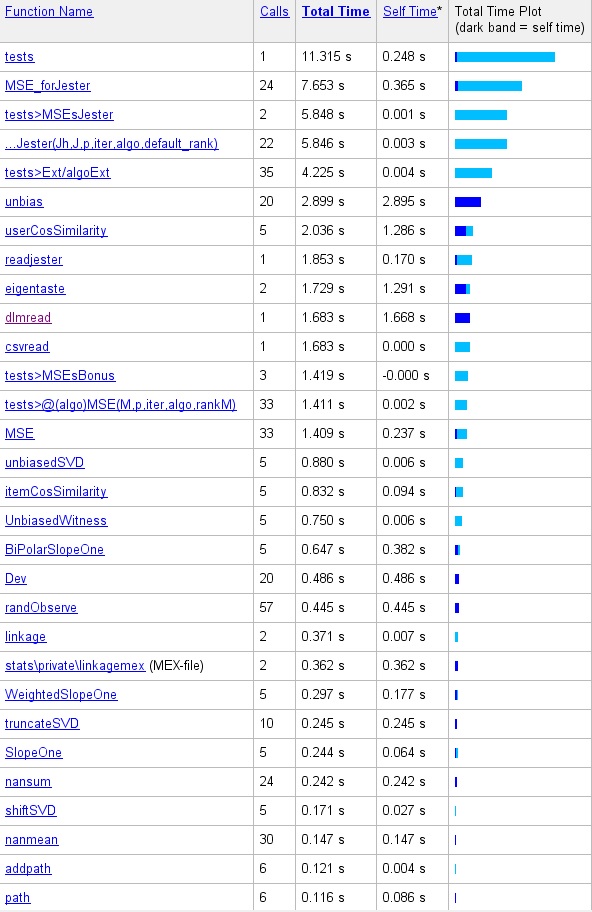 Function Name Calls Total Time Self Time* Total Time Plot
(dark band = self time)
tests 1 11.315 s 0.248 s
MSE_forJester 24 7.653 s 0.365 s
tests>MSEsJester 2 5.848 s 0.001 s
...Jester(Jh,J,p,iter,algo,default_rank) 22 5.846 s 0.003 s
tests>Ext/algoExt 35 4.225 s 0.004 s
unbias 20 2.899 s 2.895 s
userCosSimilarity 5 2.036 s 1.286 s
readjester 1 1.853 s 0.170 s
eigentaste 2 1.729 s 1.291 s
dlmread 1 1.683 s 1.668 s
csvread 1 1.683 s 0.000 s
tests>MSEsBonus 3 1.419 s -0.000 s
tests>@(algo)MSE(M,p,iter,algo,rankM) 33 1.411 s 0.002 s
MSE 33 1.409 s 0.237 s
unbiasedSVD 5 0.880 s 0.006 s
itemCosSimilarity 5 0.832 s 0.094 s
UnbiasedWitness 5 0.750 s 0.006 s
BiPolarSlopeOne 5 0.647 s 0.382 s
Dev 20 0.486 s 0.486 s
randObserve 57 0.445 s 0.445 s
linkage 2 0.371 s 0.007 s
stats\private\linkagemex (MEX-file) 2 0.362 s 0.362 s
WeightedSlopeOne 5 0.297 s 0.177 s
truncateSVD 10 0.245 s 0.245 s
SlopeOne 5 0.244 s 0.064 s
nansum 24 0.242 s 0.242 s
shiftSVD 5 0.171 s 0.027 s
nanmean 30 0.147 s 0.147 s
addpath 6 0.121 s 0.004 s
path 6 0.116 s 0.086 s